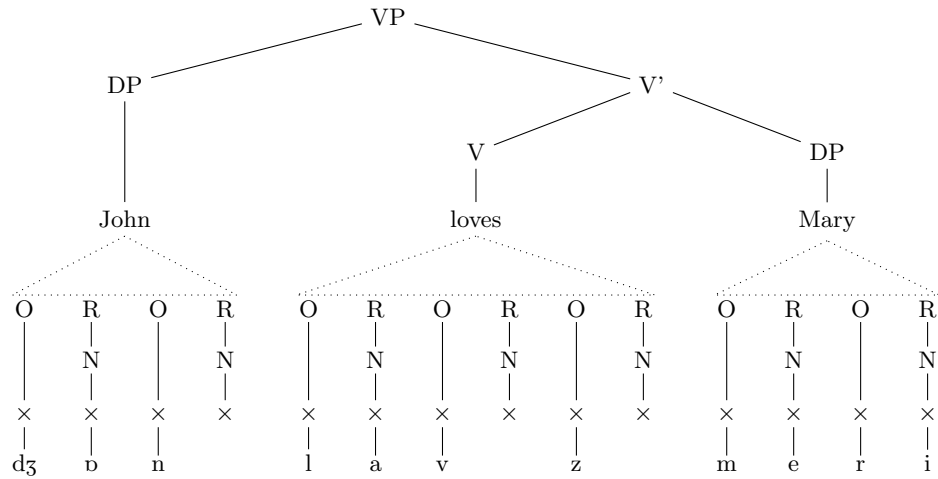 VP
DP V'
V DP
John loves Mary
O R O R O R O R O R O R O R
N N N N N N N
× × × × × × × × × × × × × ×
dʒ ɒ n l a v z m e r i